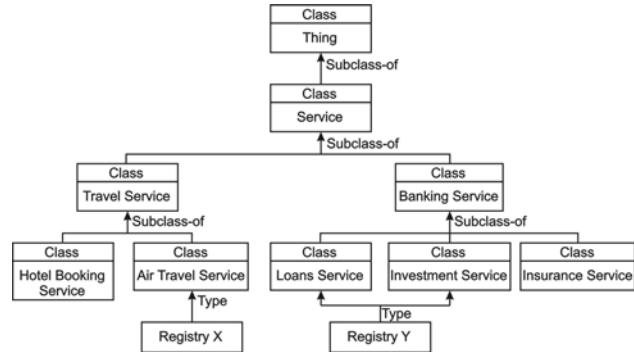 Class
Thing
Subclass-of
Class
Service
Subclass-of
Class
Travel Service
Class
Banking Service
Subclass-of
Subclass-of
Class
Hotel Booking
Service
Class
Air Travel Service
Class
Loans Service
Class
Investment Service
Class
Insurance Service
Type
Type
Registry X
Registry Y